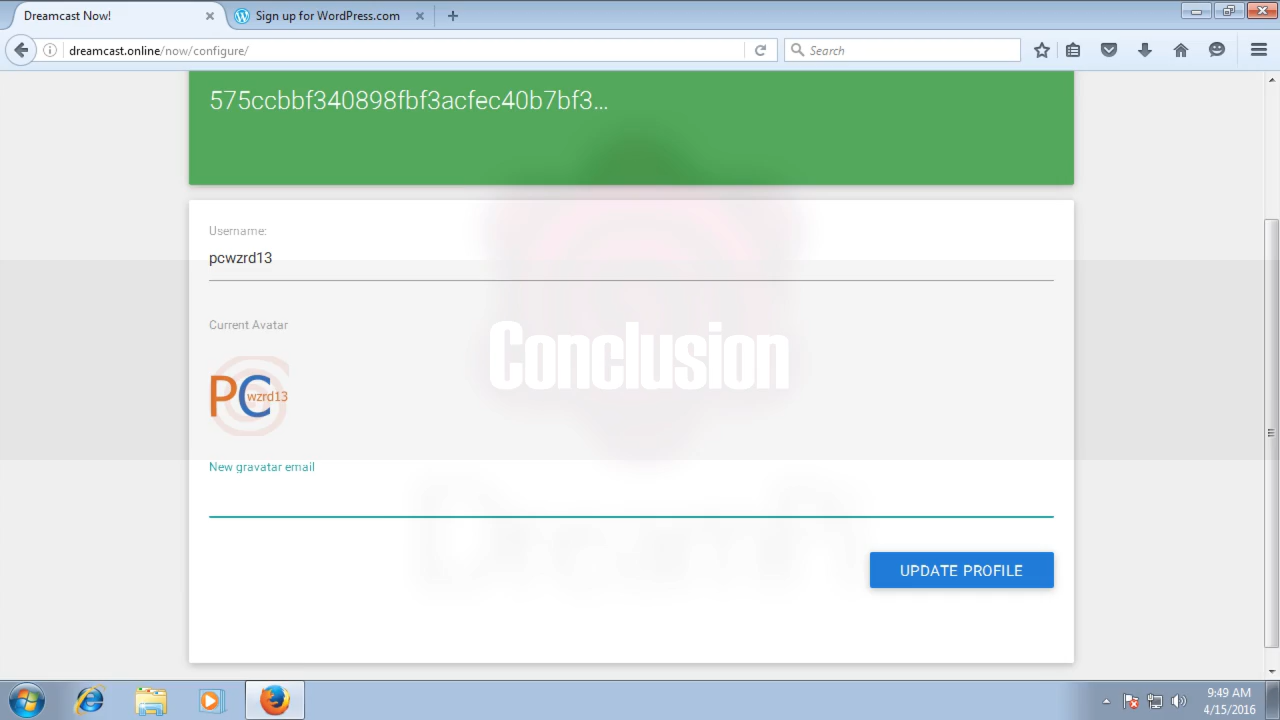 Dreamcast Now!
Sign up for WordPress.com
dreamcast.online/now/configure/
Search
575ccbbf340898fbf3acfec40b7bf3...
Username:
pcwzrd13
Conclusion
Current Avatar
PC wzrd13
New gravatar email
UPDATE PROFILE
9:49 AM
4/15/2016